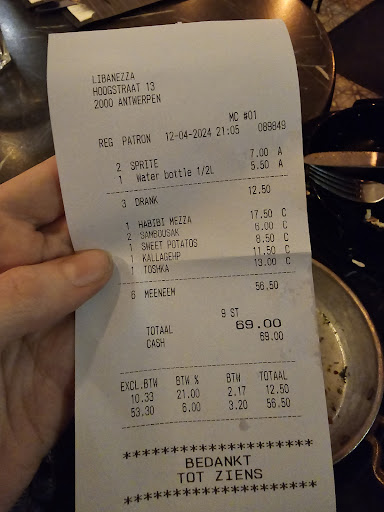 LIBANEZZA
HOOGSTRAAT 13
2000 ANTWERPEN
MC #01
REG PATRON 12-04-2024 21:05 089849
2 SPRITE 7.00 A
1 Water bottle 1/2L 5.50 A
3 DRANK 12.50
1 HABIBI MEZZA 17.50 C
2 SAMBOUSAK 6.00 C
1 SWEET POTATOS 8.50 C
1 KALLAGEHP 11.50 C
1 TOSHKA 13.00 C
6 MEENEEM 56.50
9 ST
TOTAAL 69.00
CASH 69.00
EXCL.BTW BTW % BTW TOTAAL
10.33 21.00 2.17 12.50
53.30 6.00 3.20 56.50
********************
BEDANKT
TOT ZIENS
********************